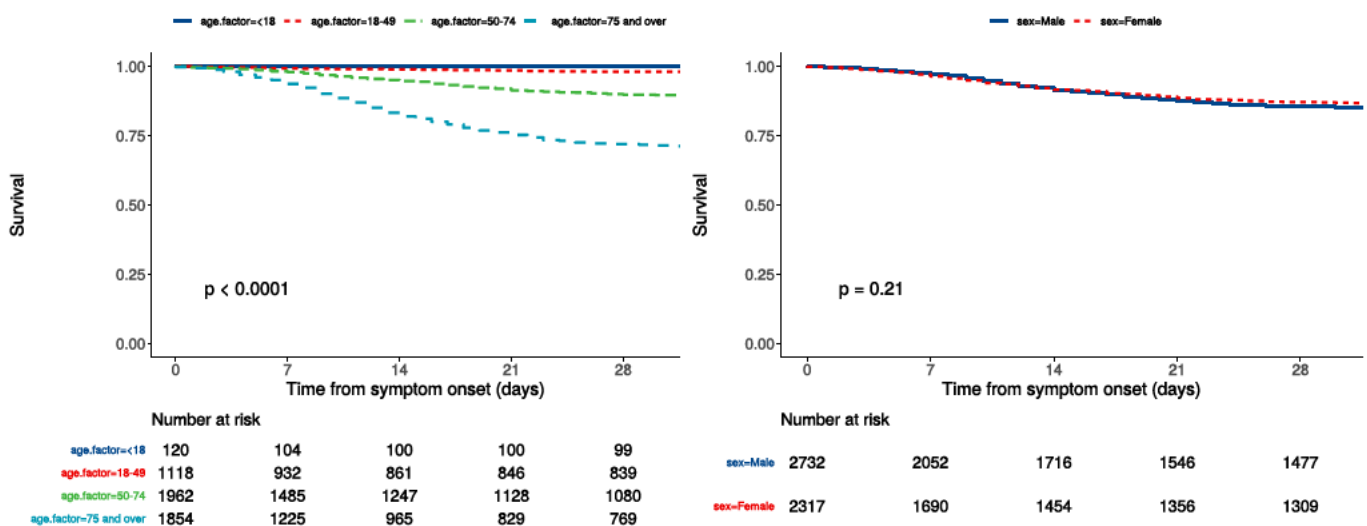 age.factor=<18 age.factor=18-49 age.factor=50-74 age.factor=75 and over
Survival
1.00
0.75
0.50
0.25
0.00
p < 0.0001
0 7 14 21 28
Time from symptom onset (days)
Number at risk
age.factor=<18 120 104 100 100 99
age.factor=18-49 1118 932 861 846 839
age.factor=50-74 1962 1485 1247 1128 1080
age.factor=75 and over 1854 1225 965 829 769
sex=Male sex=Female
Survival
1.00
0.75
0.50
0.25
0.00
p = 0.21
0 7 14 21 28
Time from symptom onset (days)
Number at risk
sex=Male 2732 2052 1716 1546 1477
sex=Female 2317 1690 1454 1356 1309